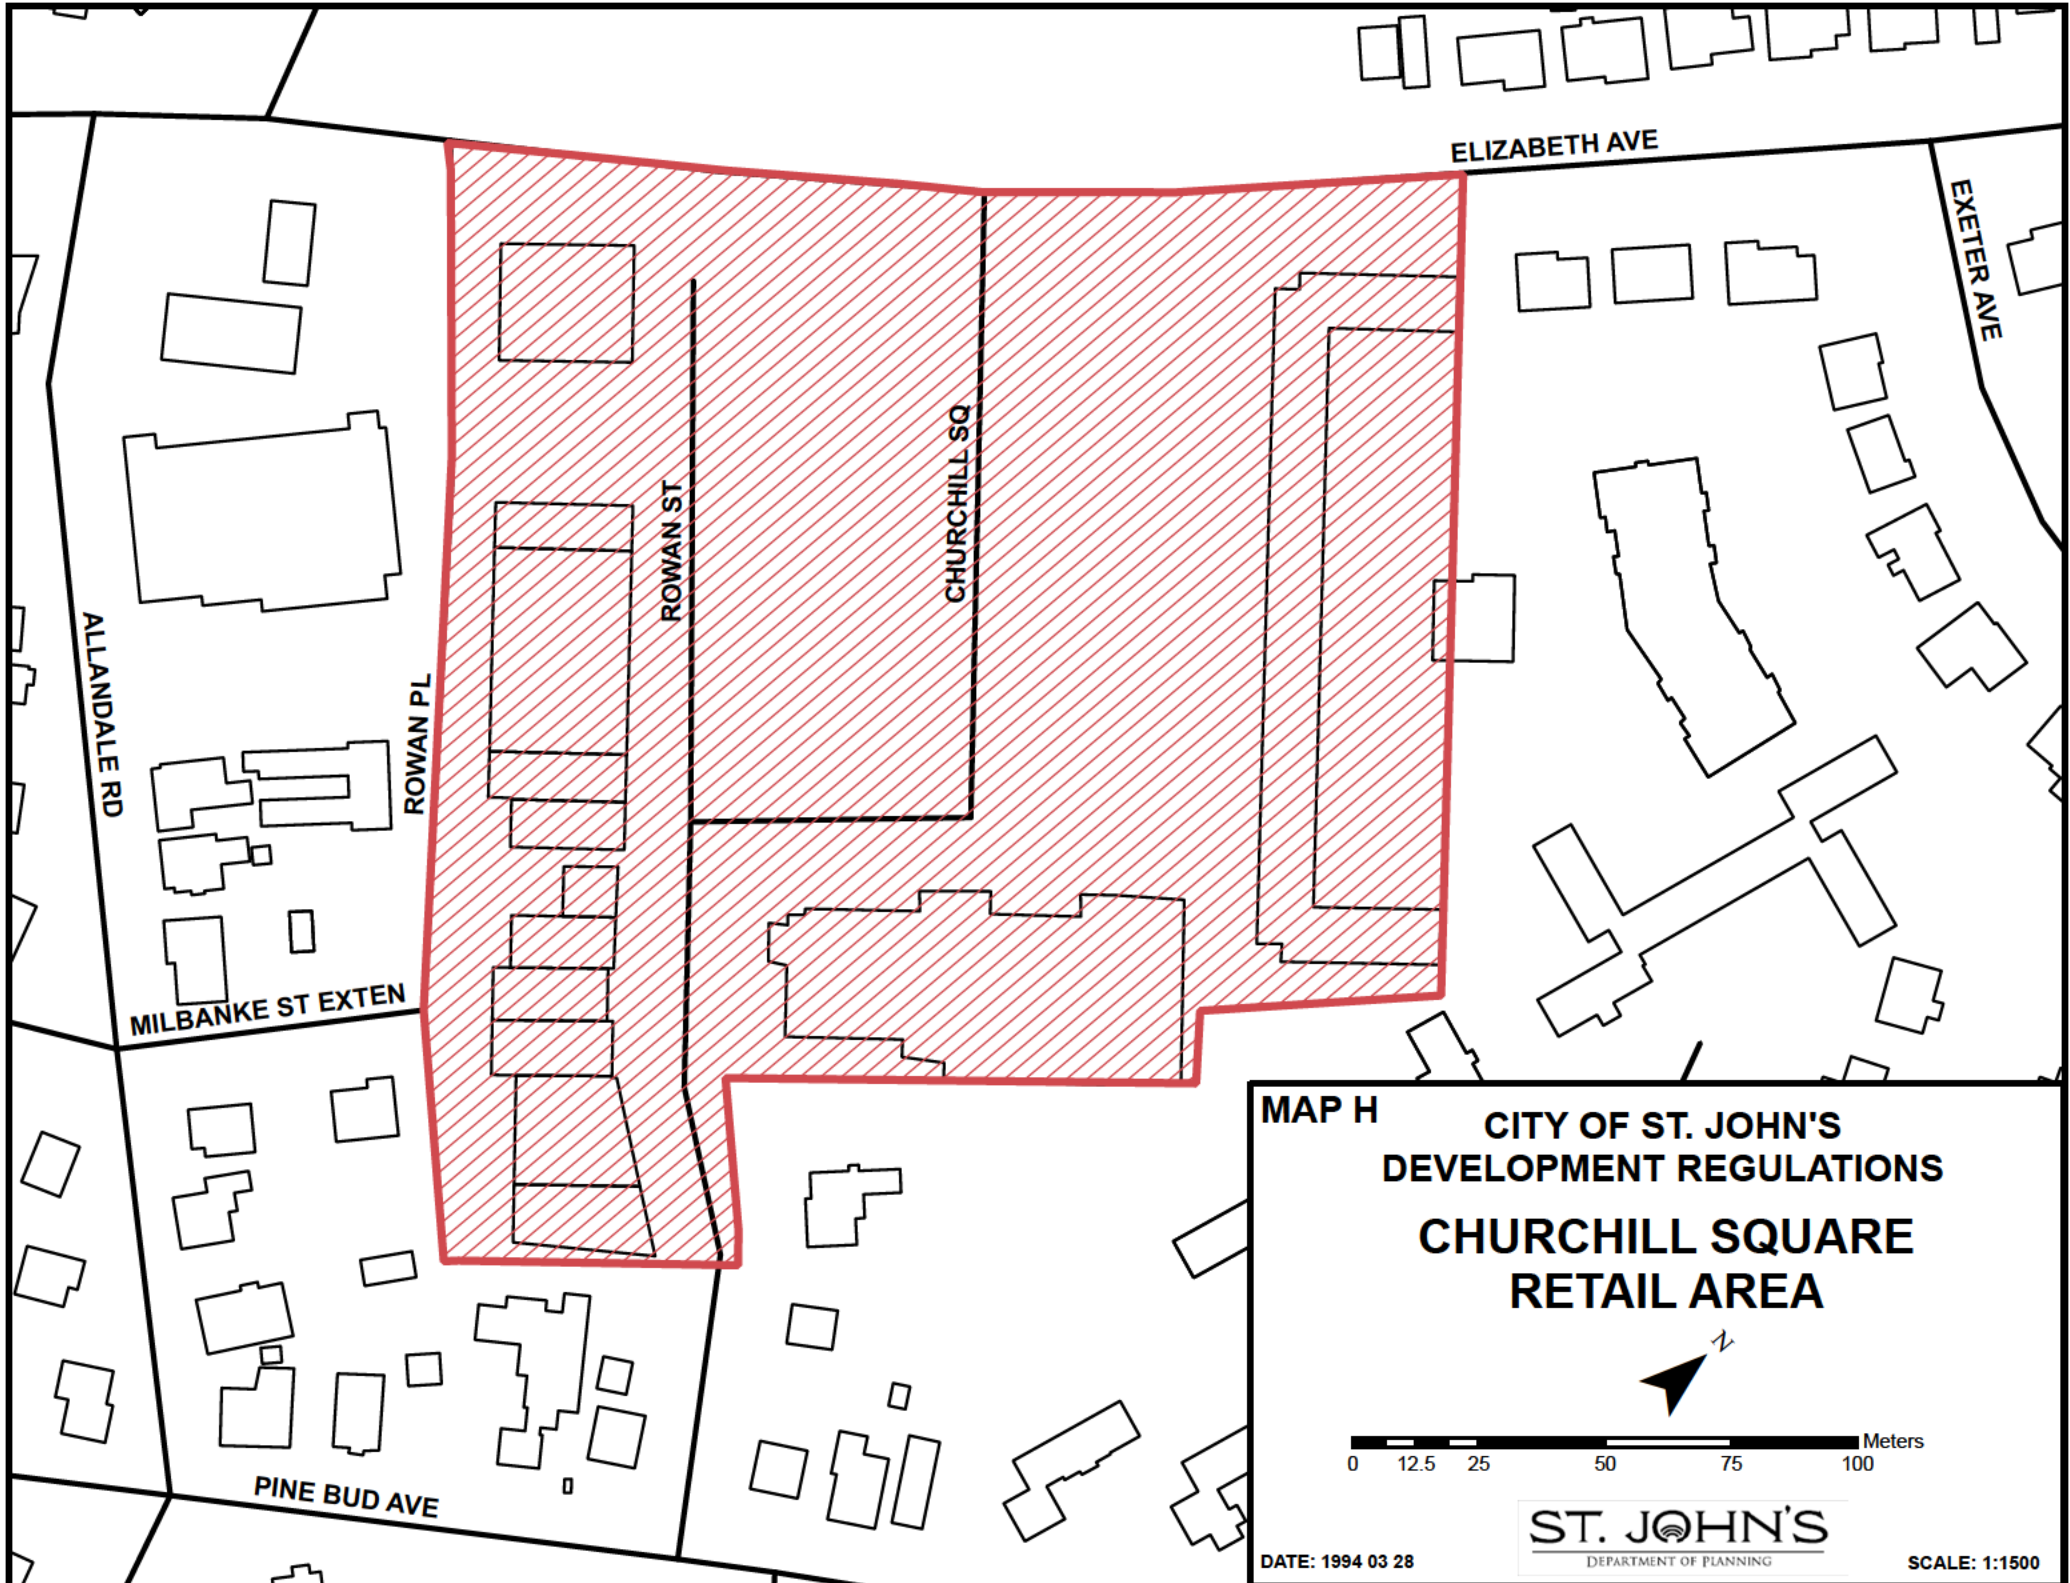 ELIZABETH AVE
EXETER AVE
CHURCHILL SQ
ROWAN ST
ALLANDALE RD
ROWAN PL
MILBANKE ST EXTEN
PINE BUD AVE
MAP H
CITY OF ST. JOHN'S
DEVELOPMENT REGULATIONS
CHURCHILL SQUARE
RETAIL AREA
N
Meters
0 12.5 25 50 75 100
ST. JOHN'S
DEPARTMENT OF PLANNING
DATE: 1994 03 28
SCALE: 1:1500